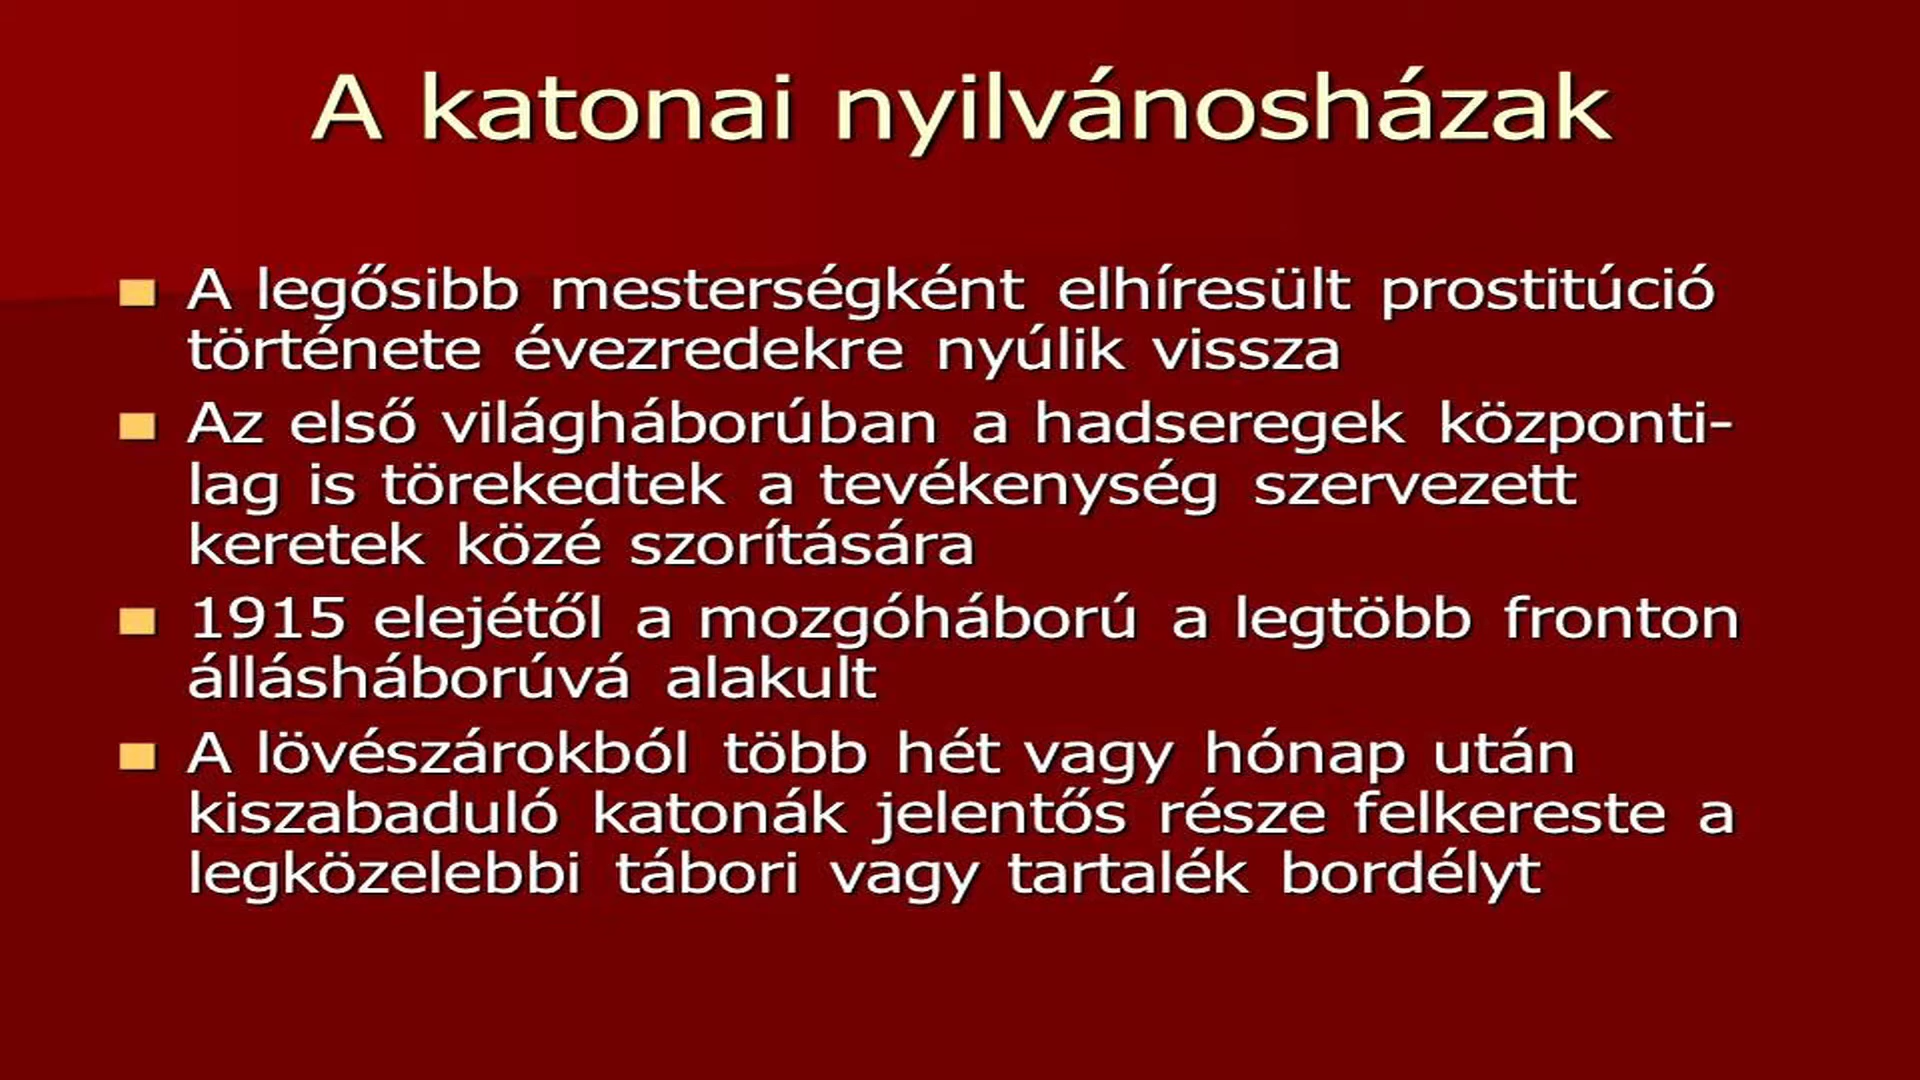 A katonai nyilvánosházak
A legősibb mesterségként elhíresült prostitúció
története évezredekre nyúlik vissza
Az első világháborúban a hadseregek központi-
lag is törekedtek a tevékenység szervezett
keretek közé szorítására
1915 elejétől a mozgóháború a legtöbb fronton
állásháborúvá alakult
A lövészárokból több hét vagy hónap után
kiszabaduló katonák jelentős része felkereste a
legközelebbi tábori vagy tartalék bordélyt